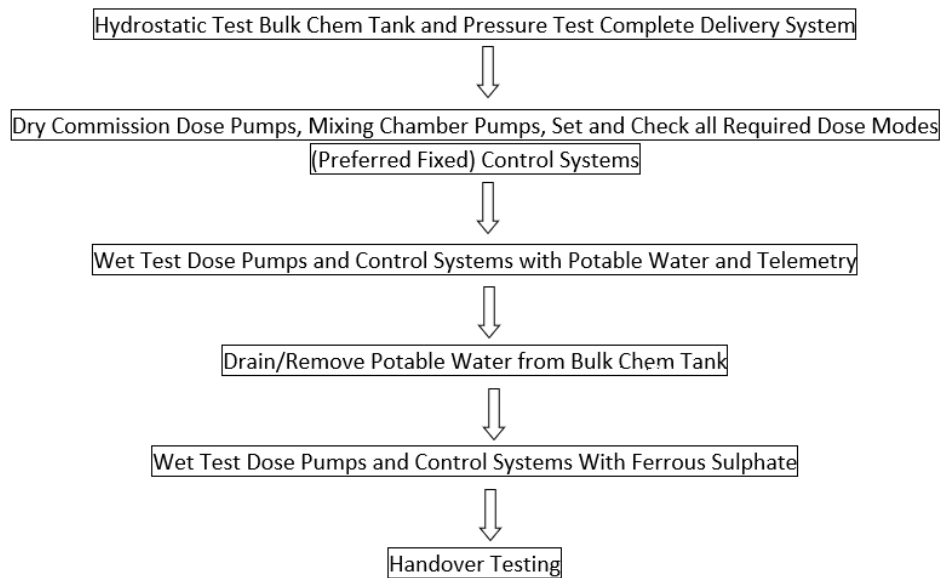 Hydrostatic Test Bulk Chem Tank and Pressure Test Complete Delivery System
Dry Commission Dose Pumps, Mixing Chamber Pumps, Set and Check all Required Dose Modes
(Preferred Fixed) Control Systems
Wet Test Dose Pumps and Control Systems with Potable Water and Telemetry
Drain/Remove Potable Water from Bulk Chem Tank
Wet Test Dose Pumps and Control Systems With Ferrous Sulphate
Handover Testing